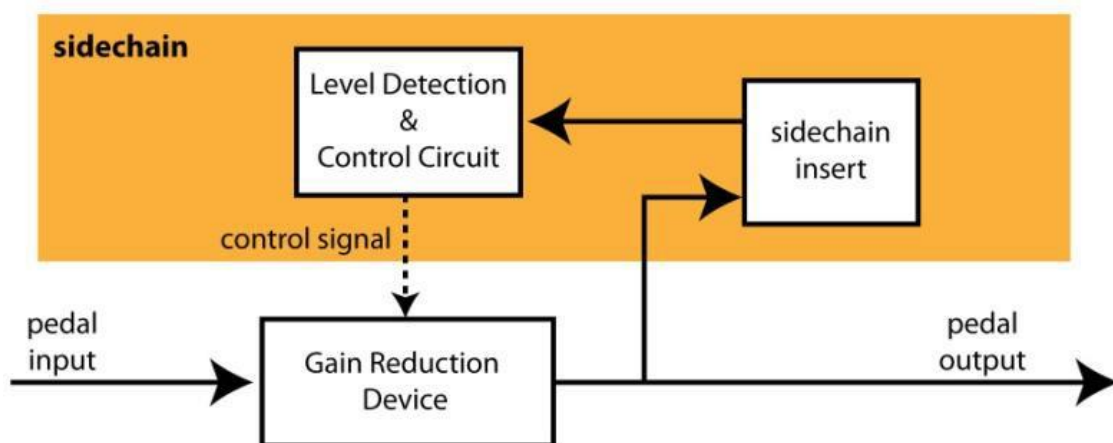 sidechain
Level Detection
&
Control Circuit
sidechain
insert
control signal
pedal
input
Gain Reduction
Device
pedal
output